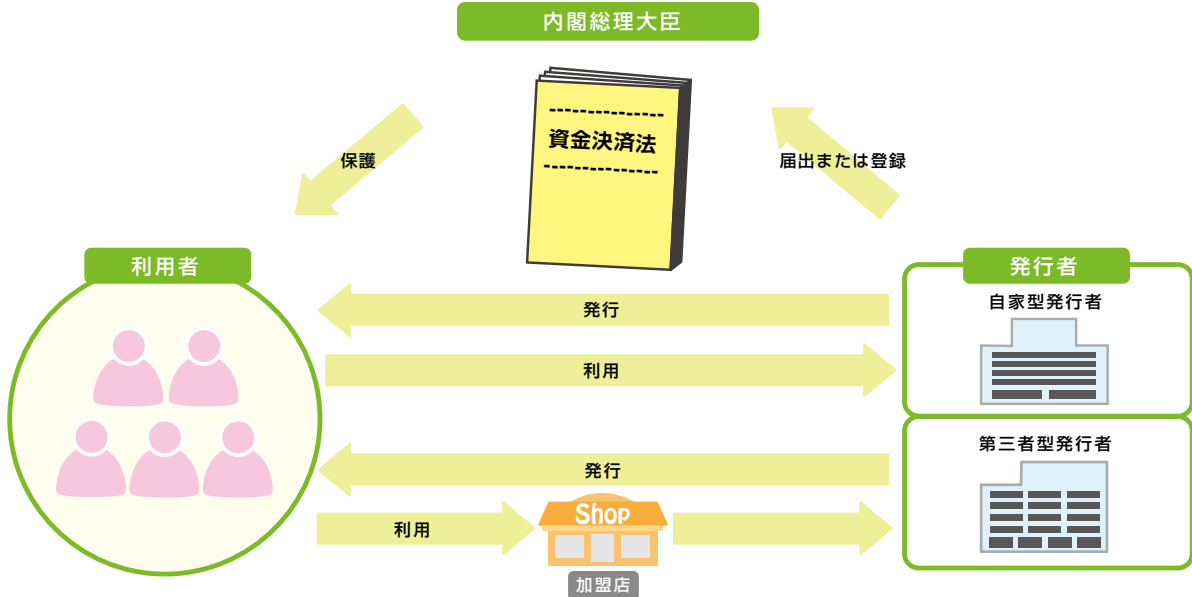 内閣総理大臣
資金決済法
保護
届出または登録
利用者
発行者
自家型発行者
発行
利用
第三者型発行者
発行
Shop
利用
加盟店